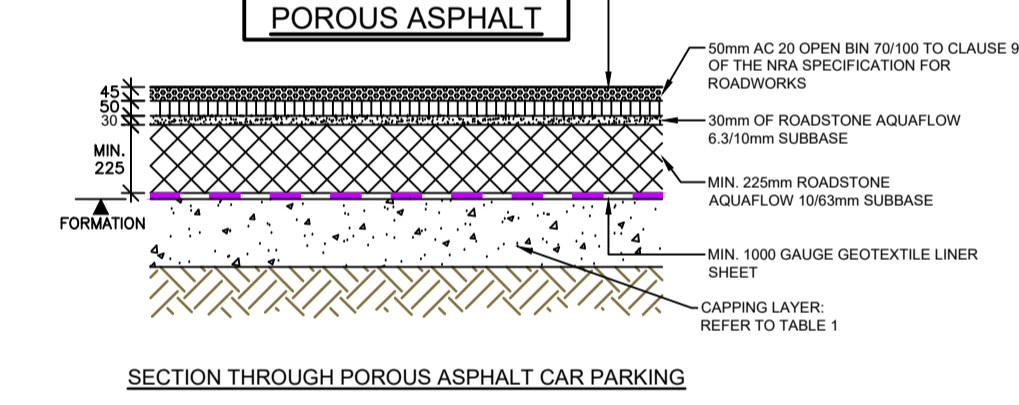 POROUS ASPHALT
50mm AC 20 OPEN BIN 70/100 TO CLAUSE 9
OF THE NRA SPECIFICATION FOR
ROADWORKS
45
50
30
30mm OF ROADSTONE AQUAFLOW
6.3/10mm SUBBASE
MIN.
225
MIN. 225mm ROADSTONE
AQUAFLOW 10/63mm SUBBASE
FORMATION
MIN. 1000 GAUGE GEOTEXTILE LINER
SHEET
CAPPING LAYER:
REFER TO TABLE 1
SECTION THROUGH POROUS ASPHALT CAR PARKING